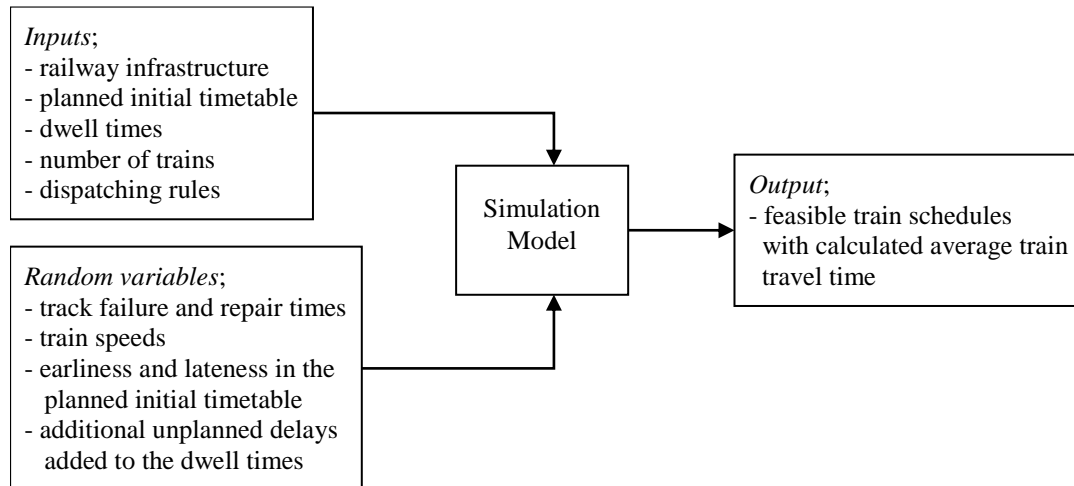 Inputs;
- railway infrastructure
- planned initial timetable
- dwell times
- number of trains
- dispatching rules
Random variables;
- track failure and repair times
- train speeds
- earliness and lateness in the
planned initial timetable
- additional unplanned delays
added to the dwell times
Simulation
Model
Output;
- feasible train schedules
with calculated average train
travel time